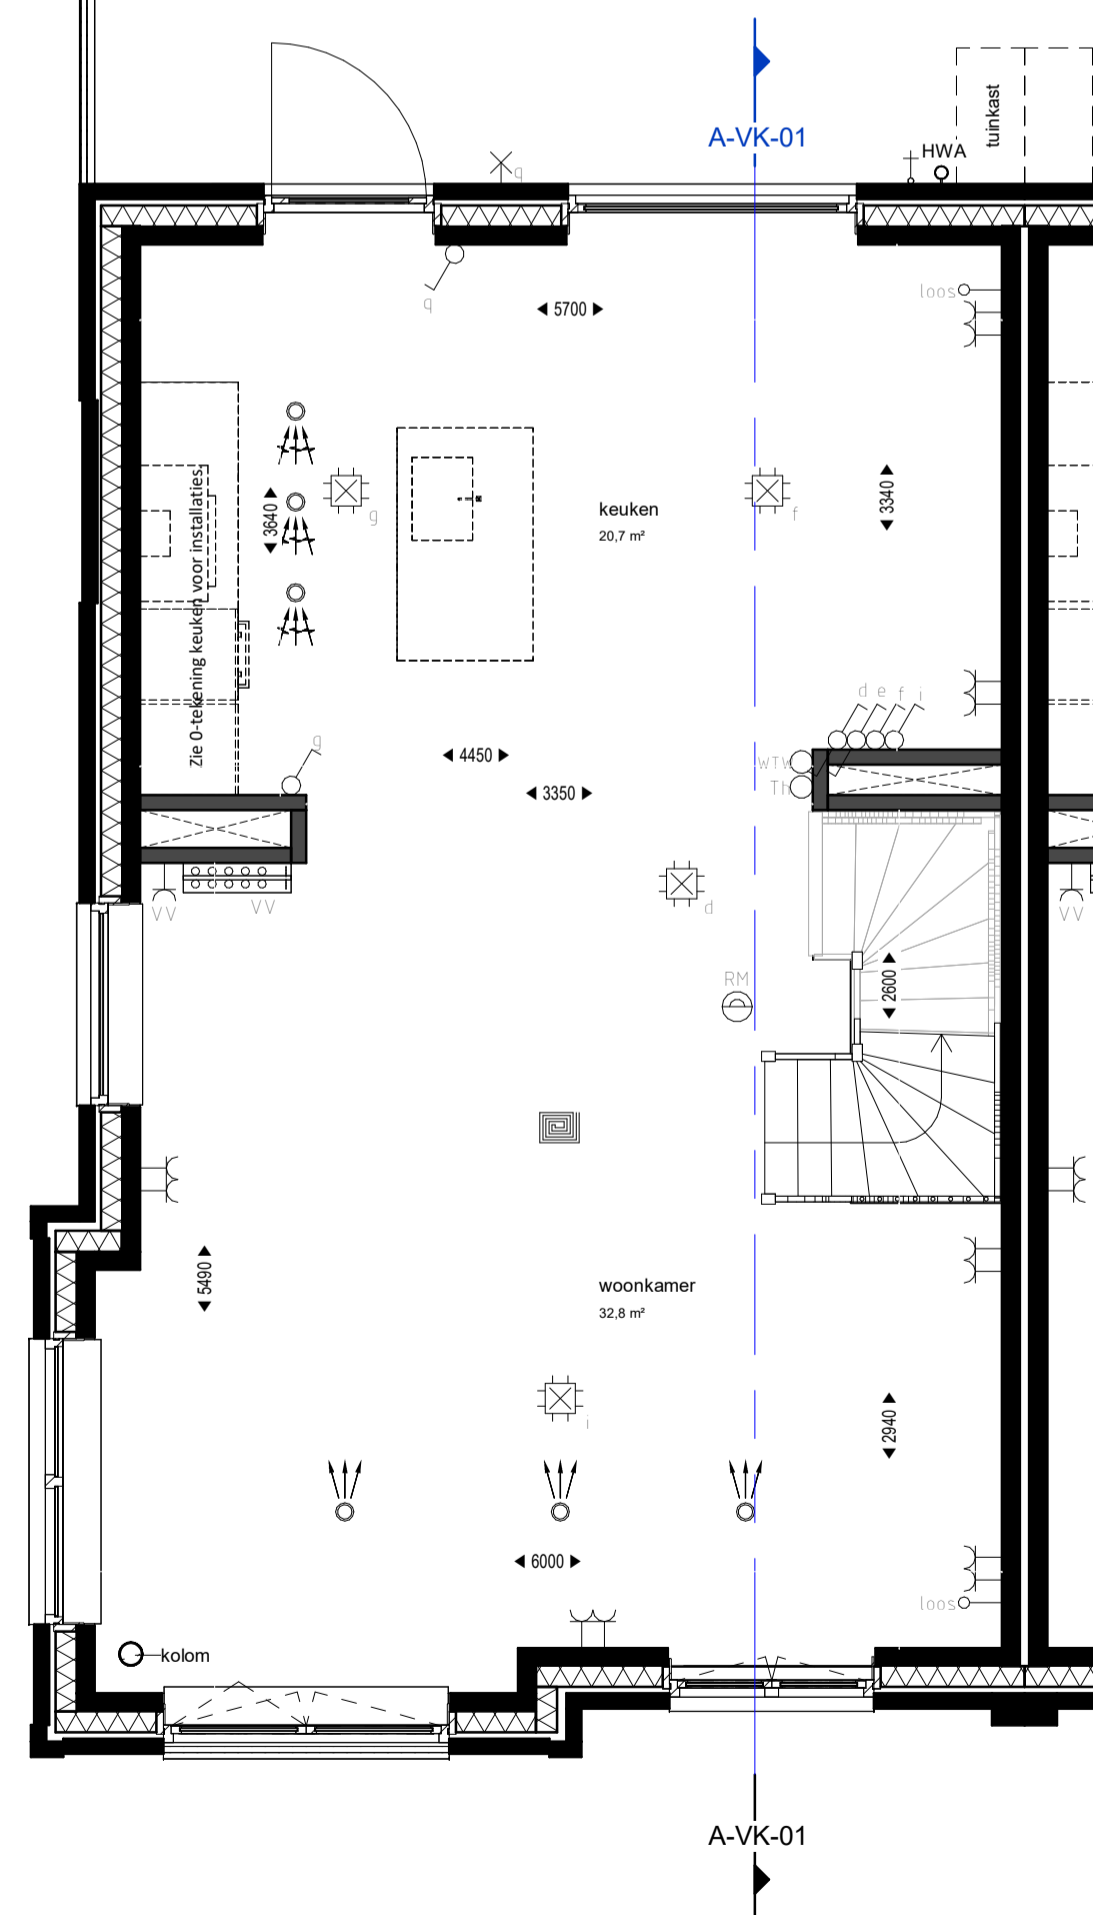 A-VK-01
tuinkast
HWA
q
q
5700
loos
Zie 0-tekening keuken voor installaties.
3640
g
keuken
20,7 m²
f
3340
d e f i
g
4450
WTW
3350
Th
VV
VV
d
VV
RM
2600
5490
woonkamer
32,8 m²
i
2940
6000
loos
kolom
A-VK-01